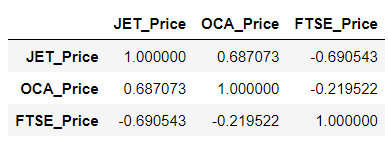 JET_Price OCA_Price FTSE_Price
JET_Price 1.000000 0.687073 -0.690543
OCA_Price 0.687073 1.000000 -0.219522
FTSE_Price -0.690543 -0.219522 1.000000